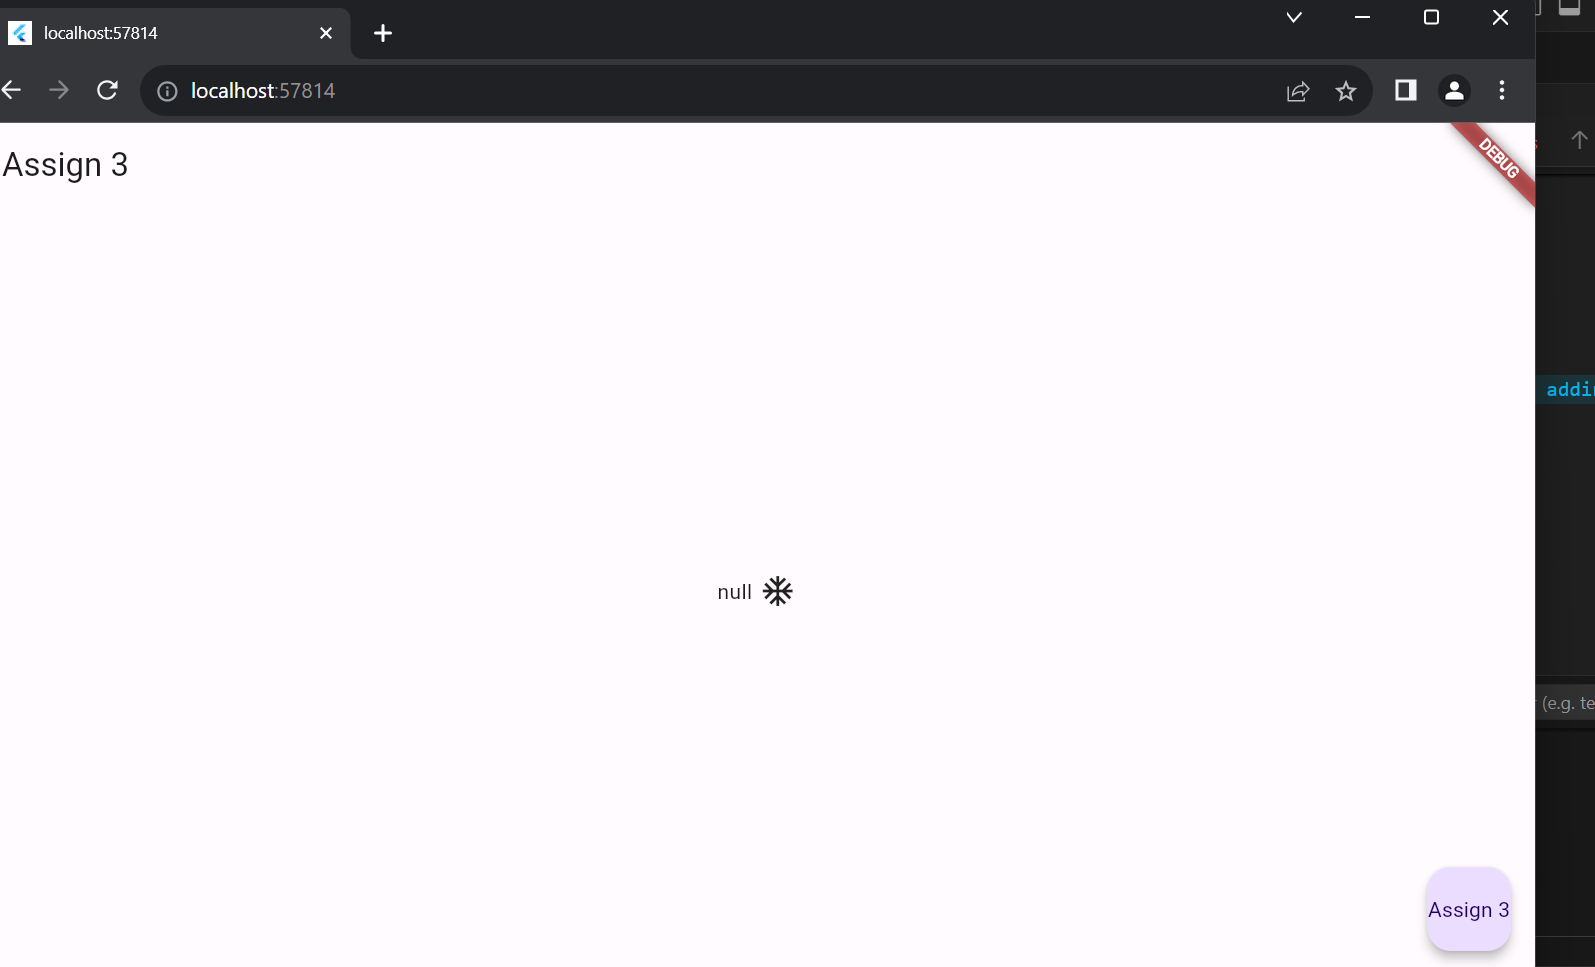 localhost:57814
localhost:57814
Assign 3
DEBUG
addi
(e.g. te
null
Assign 3